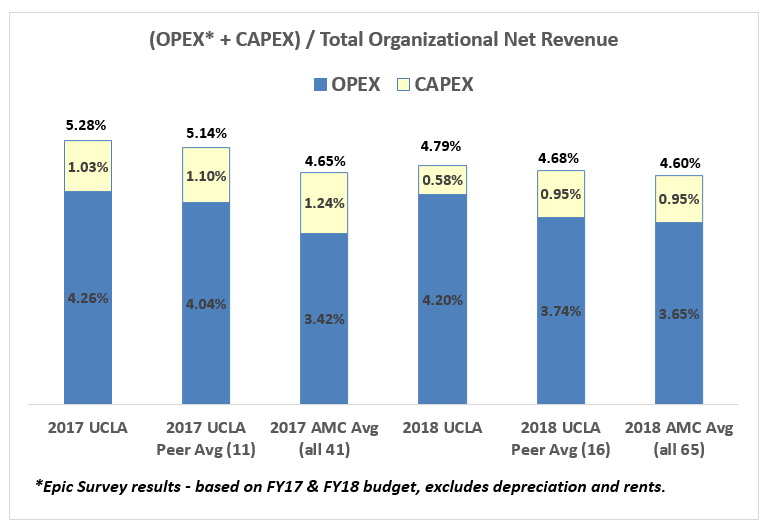 (OPEX* + CAPEX) / Total Organizational Net Revenue
OPEX CAPEX
5.28% 5.14% 4.65% 4.79% 4.68% 4.60%
1.03% 1.10% 1.24% 0.58% 0.95% 0.95%
4.26% 4.04% 3.42% 4.20% 3.74% 3.65%
2017 UCLA 2017 UCLA 2017 AMC Avg 2018 UCLA 2018 UCLA 2018 AMC Avg
Peer Avg (11) (all 41) Peer Avg (16) (all 65)
*Epic Survey results - based on FY17 & FY18 budget, excludes depreciation and rents.